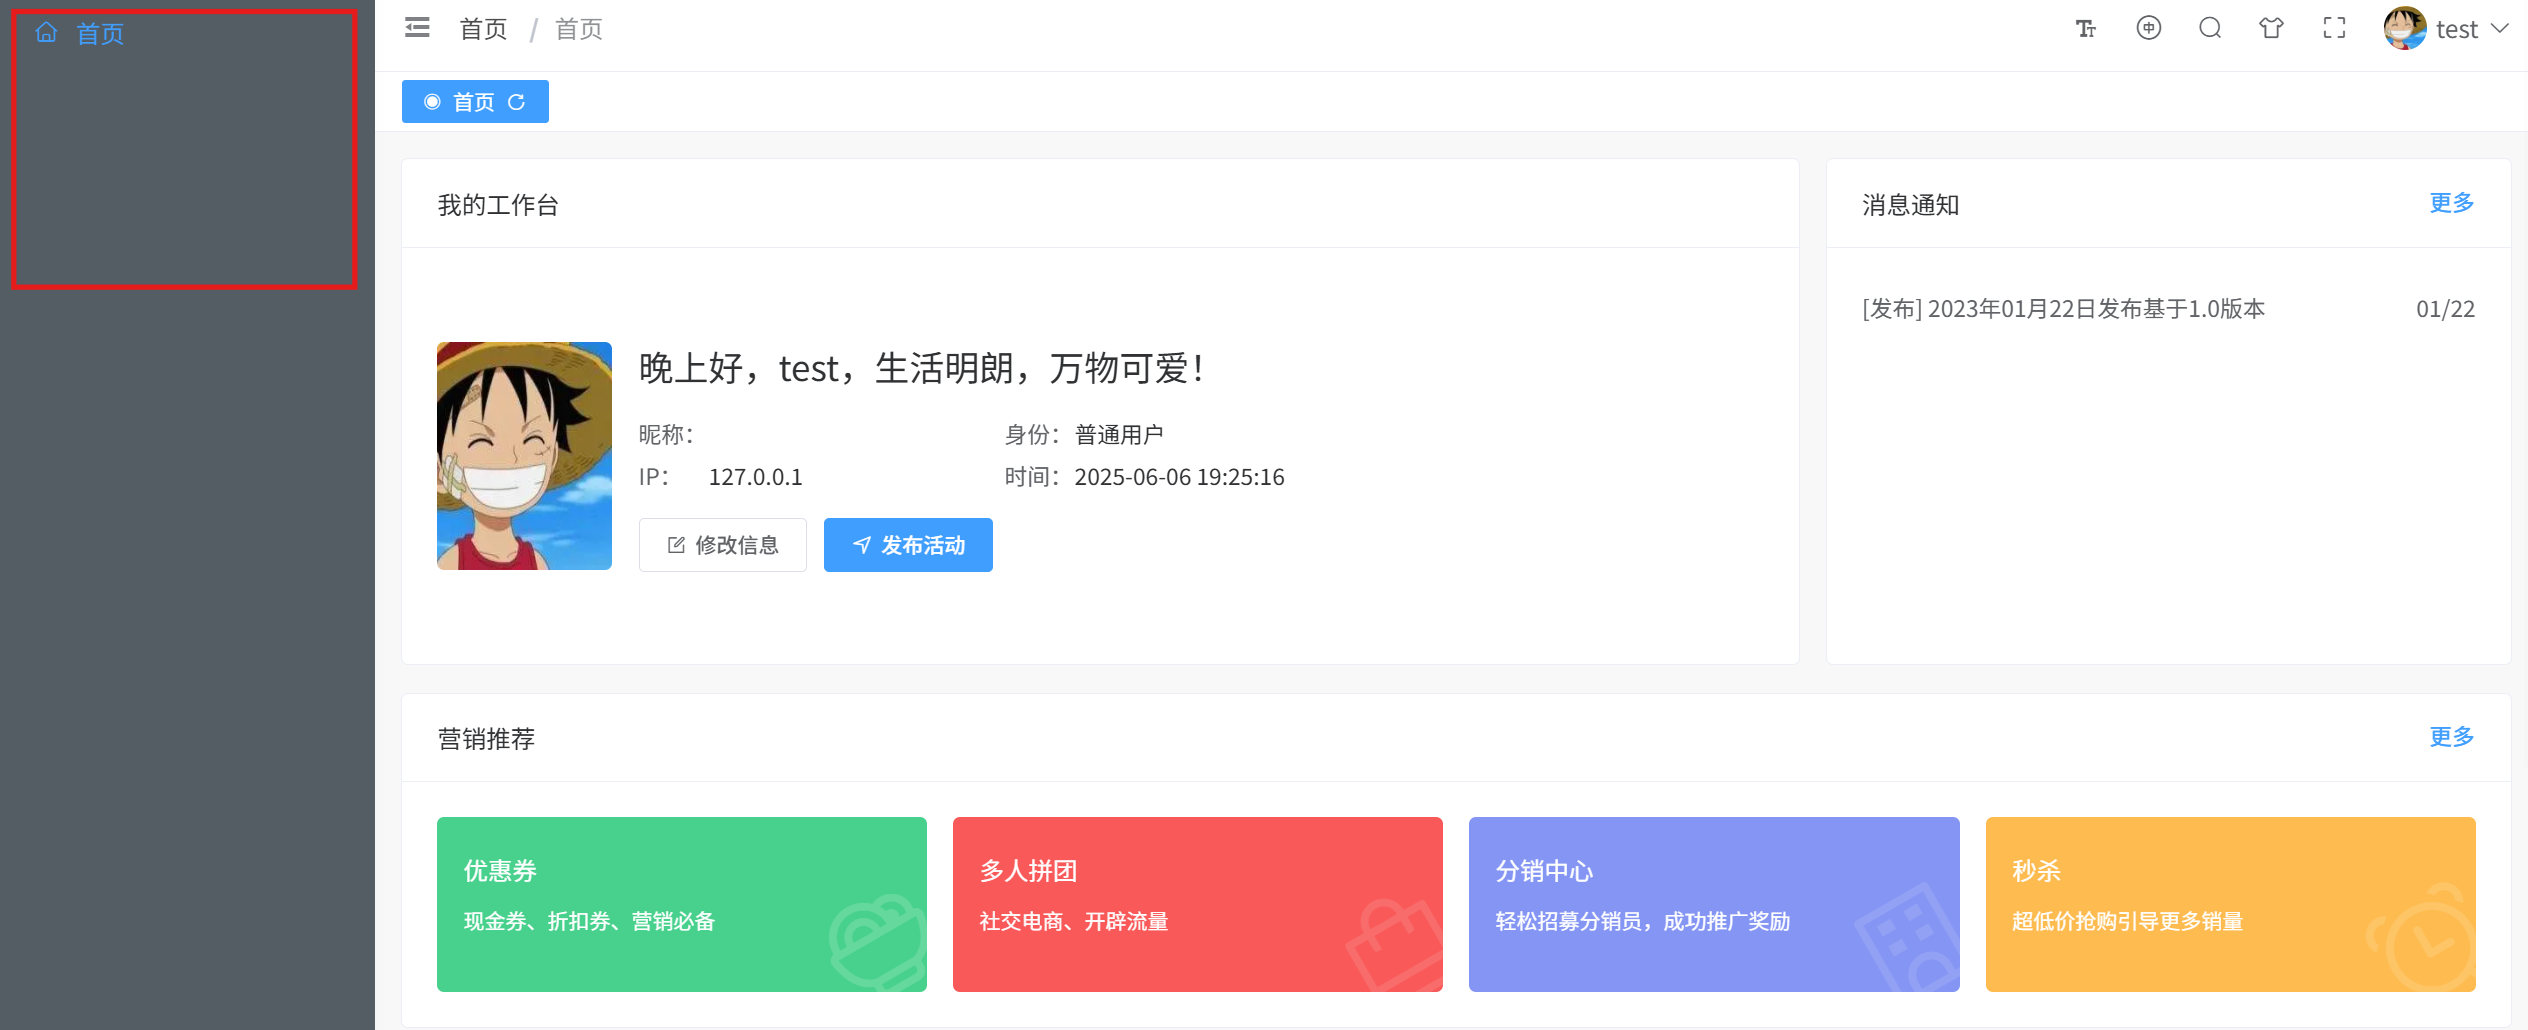 首页
首页 / 首页
test
首页
我的工作台
消息通知
更多
[发布] 2023年01月22日发布基于1.0版本
01/22
晚上好，test，生活明朗，万物可爱！
昵称：
身份： 普通用户
IP： 127.0.0.1
时间： 2025-06-06 19:25:16
修改信息
发布活动
营销推荐
更多
优惠券
现金券、折扣券、营销必备
多人拼团
社交电商、开辟流量
分销中心
轻松招募分销员，成功推广奖励
秒杀
超低价抢购引导更多销量